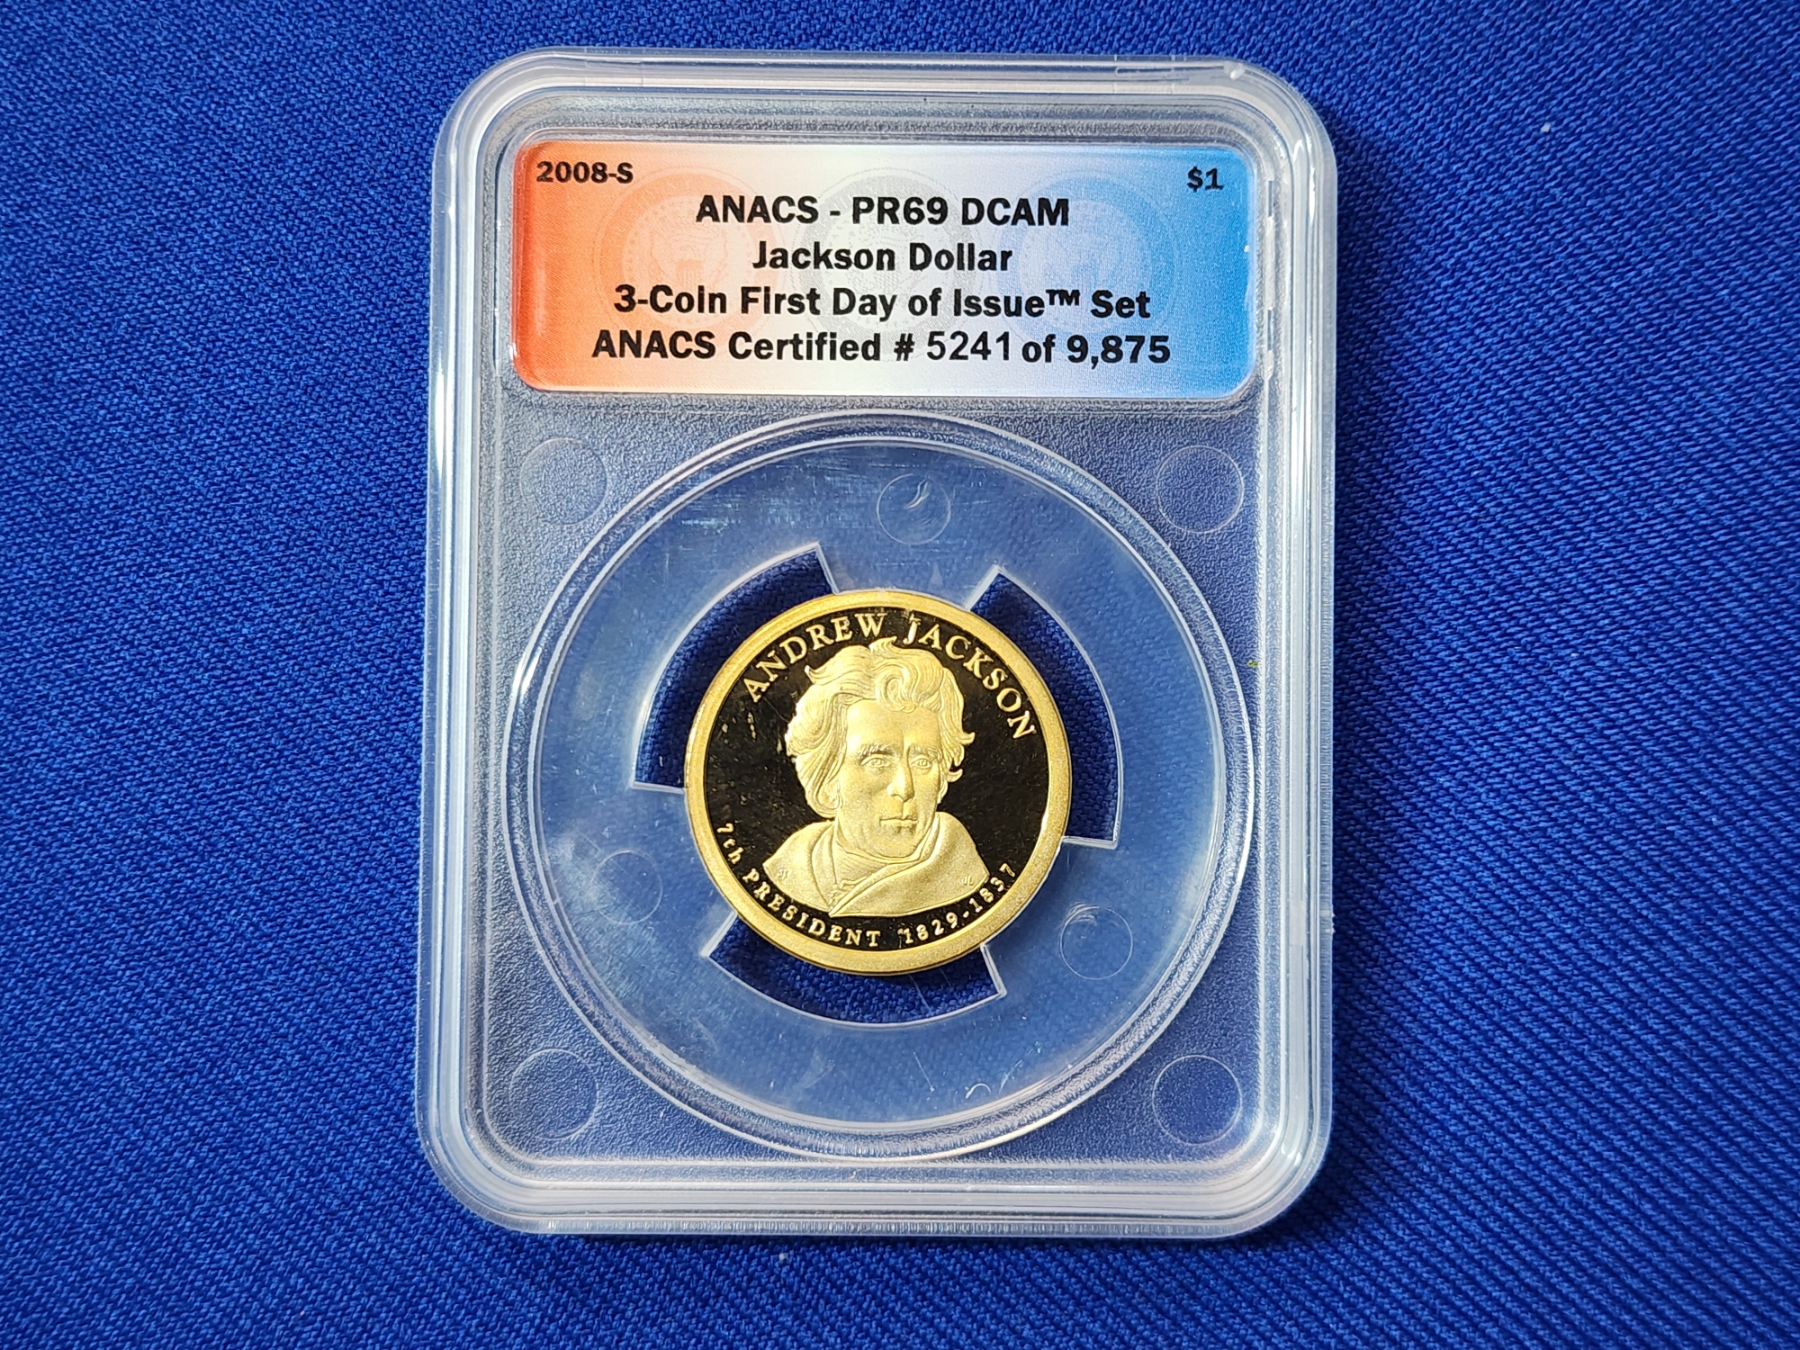 2008-S $1
ANACS - PR69 DCAM
Jackson Dollar
3-Coin First Day of Issue™ Set
ANACS Certified # 5241 of 9,875
ANDREW JACKSON
7th PRESIDENT 1829-1837